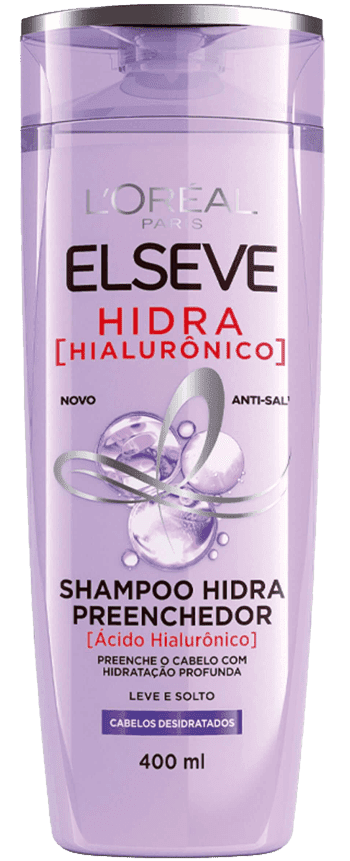 L'ORÉAL
PARIS
ELSEVE
HIDRA
[HIALURÔNICO]
NOVO
ANTI-SAL
SHAMPOO HIDRA
PREENCHEDOR
[Ácido Hialurônico]
PREENCHE O CABELO COM
HIDRATAÇÃO PROFUNDA
LEVE E SOLTO
CABELOS DESIDRATADOS
400 ml